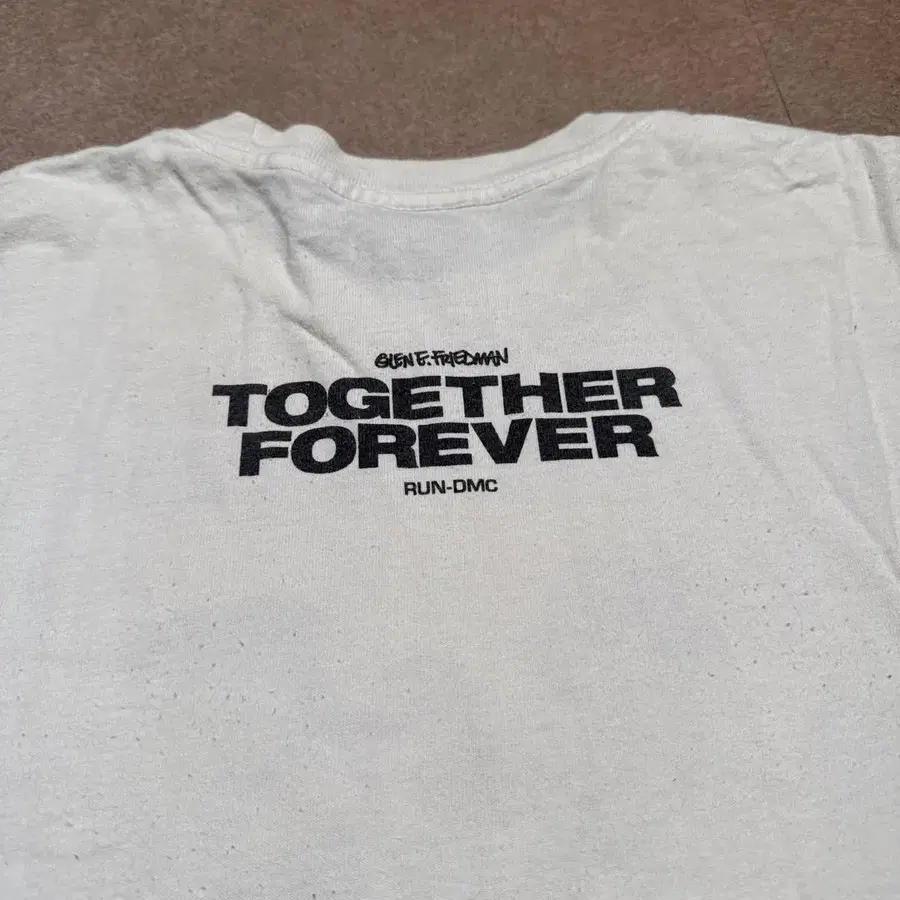 GLEN E. FRIEDMAN
TOGETHER
FOREVER
RUN-DMC